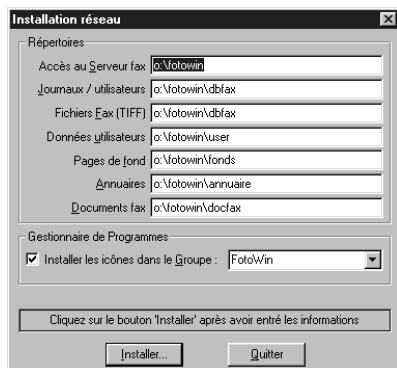 Installation réseau
Répertoires
Accès au Serveur fax o:\fotowin
Journaux / utilisateurs o:\fotowin\dbfax
Fichiers Fax (TIFF) o:\fotowin\dbfax
Données utilisateurs o:\fotowin\user
Pages de fond o:\fotowin\fonds
Annuaires o:\fotowin\annuaire
Documents fax o:\fotowin\docfax
Gestionnaire de Programmes
Installer les icônes dans le Groupe : FotoWin
Cliquez sur le bouton 'Installer' après avoir entré les informations
Installer... Quitter